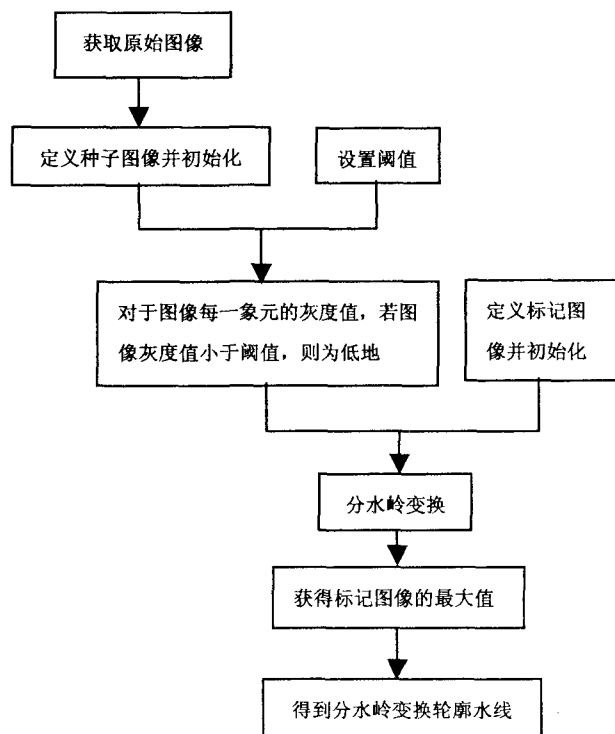 获取原始图像
定义种子图像并初始化
设置阈值
对于图像每一象元的灰度值，若图
像灰度值小于阈值，则为低地
定义标记图
像并初始化
分水岭变换
获得标记图像的最大值
得到分水岭变换轮廓水线